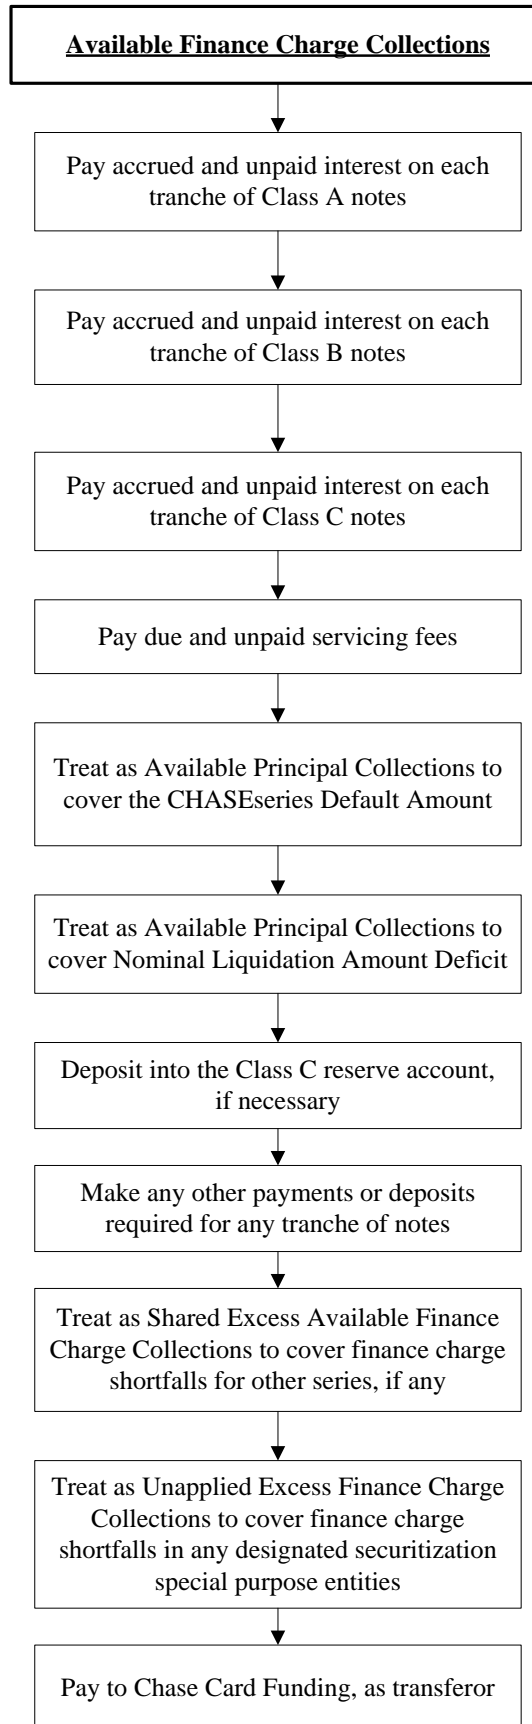 Available Finance Charge Collections
Pay accrued and unpaid interest on each
tranche of Class A notes
Pay accrued and unpaid interest on each
tranche of Class B notes
Pay accrued and unpaid interest on each
tranche of Class C notes
Pay due and unpaid servicing fees
Treat as Available Principal Collections to
cover the CHASEseries Default Amount
Treat as Available Principal Collections to
cover Nominal Liquidation Amount Deficit
Deposit into the Class C reserve account,
if necessary
Make any other payments or deposits
required for any tranche of notes
Treat as Shared Excess Available Finance
Charge Collections to cover finance charge
shortfalls for other series, if any
Treat as Unapplied Excess Finance Charge
Collections to cover finance charge
shortfalls in any designated securitization
special purpose entities
Pay to Chase Card Funding, as transferor